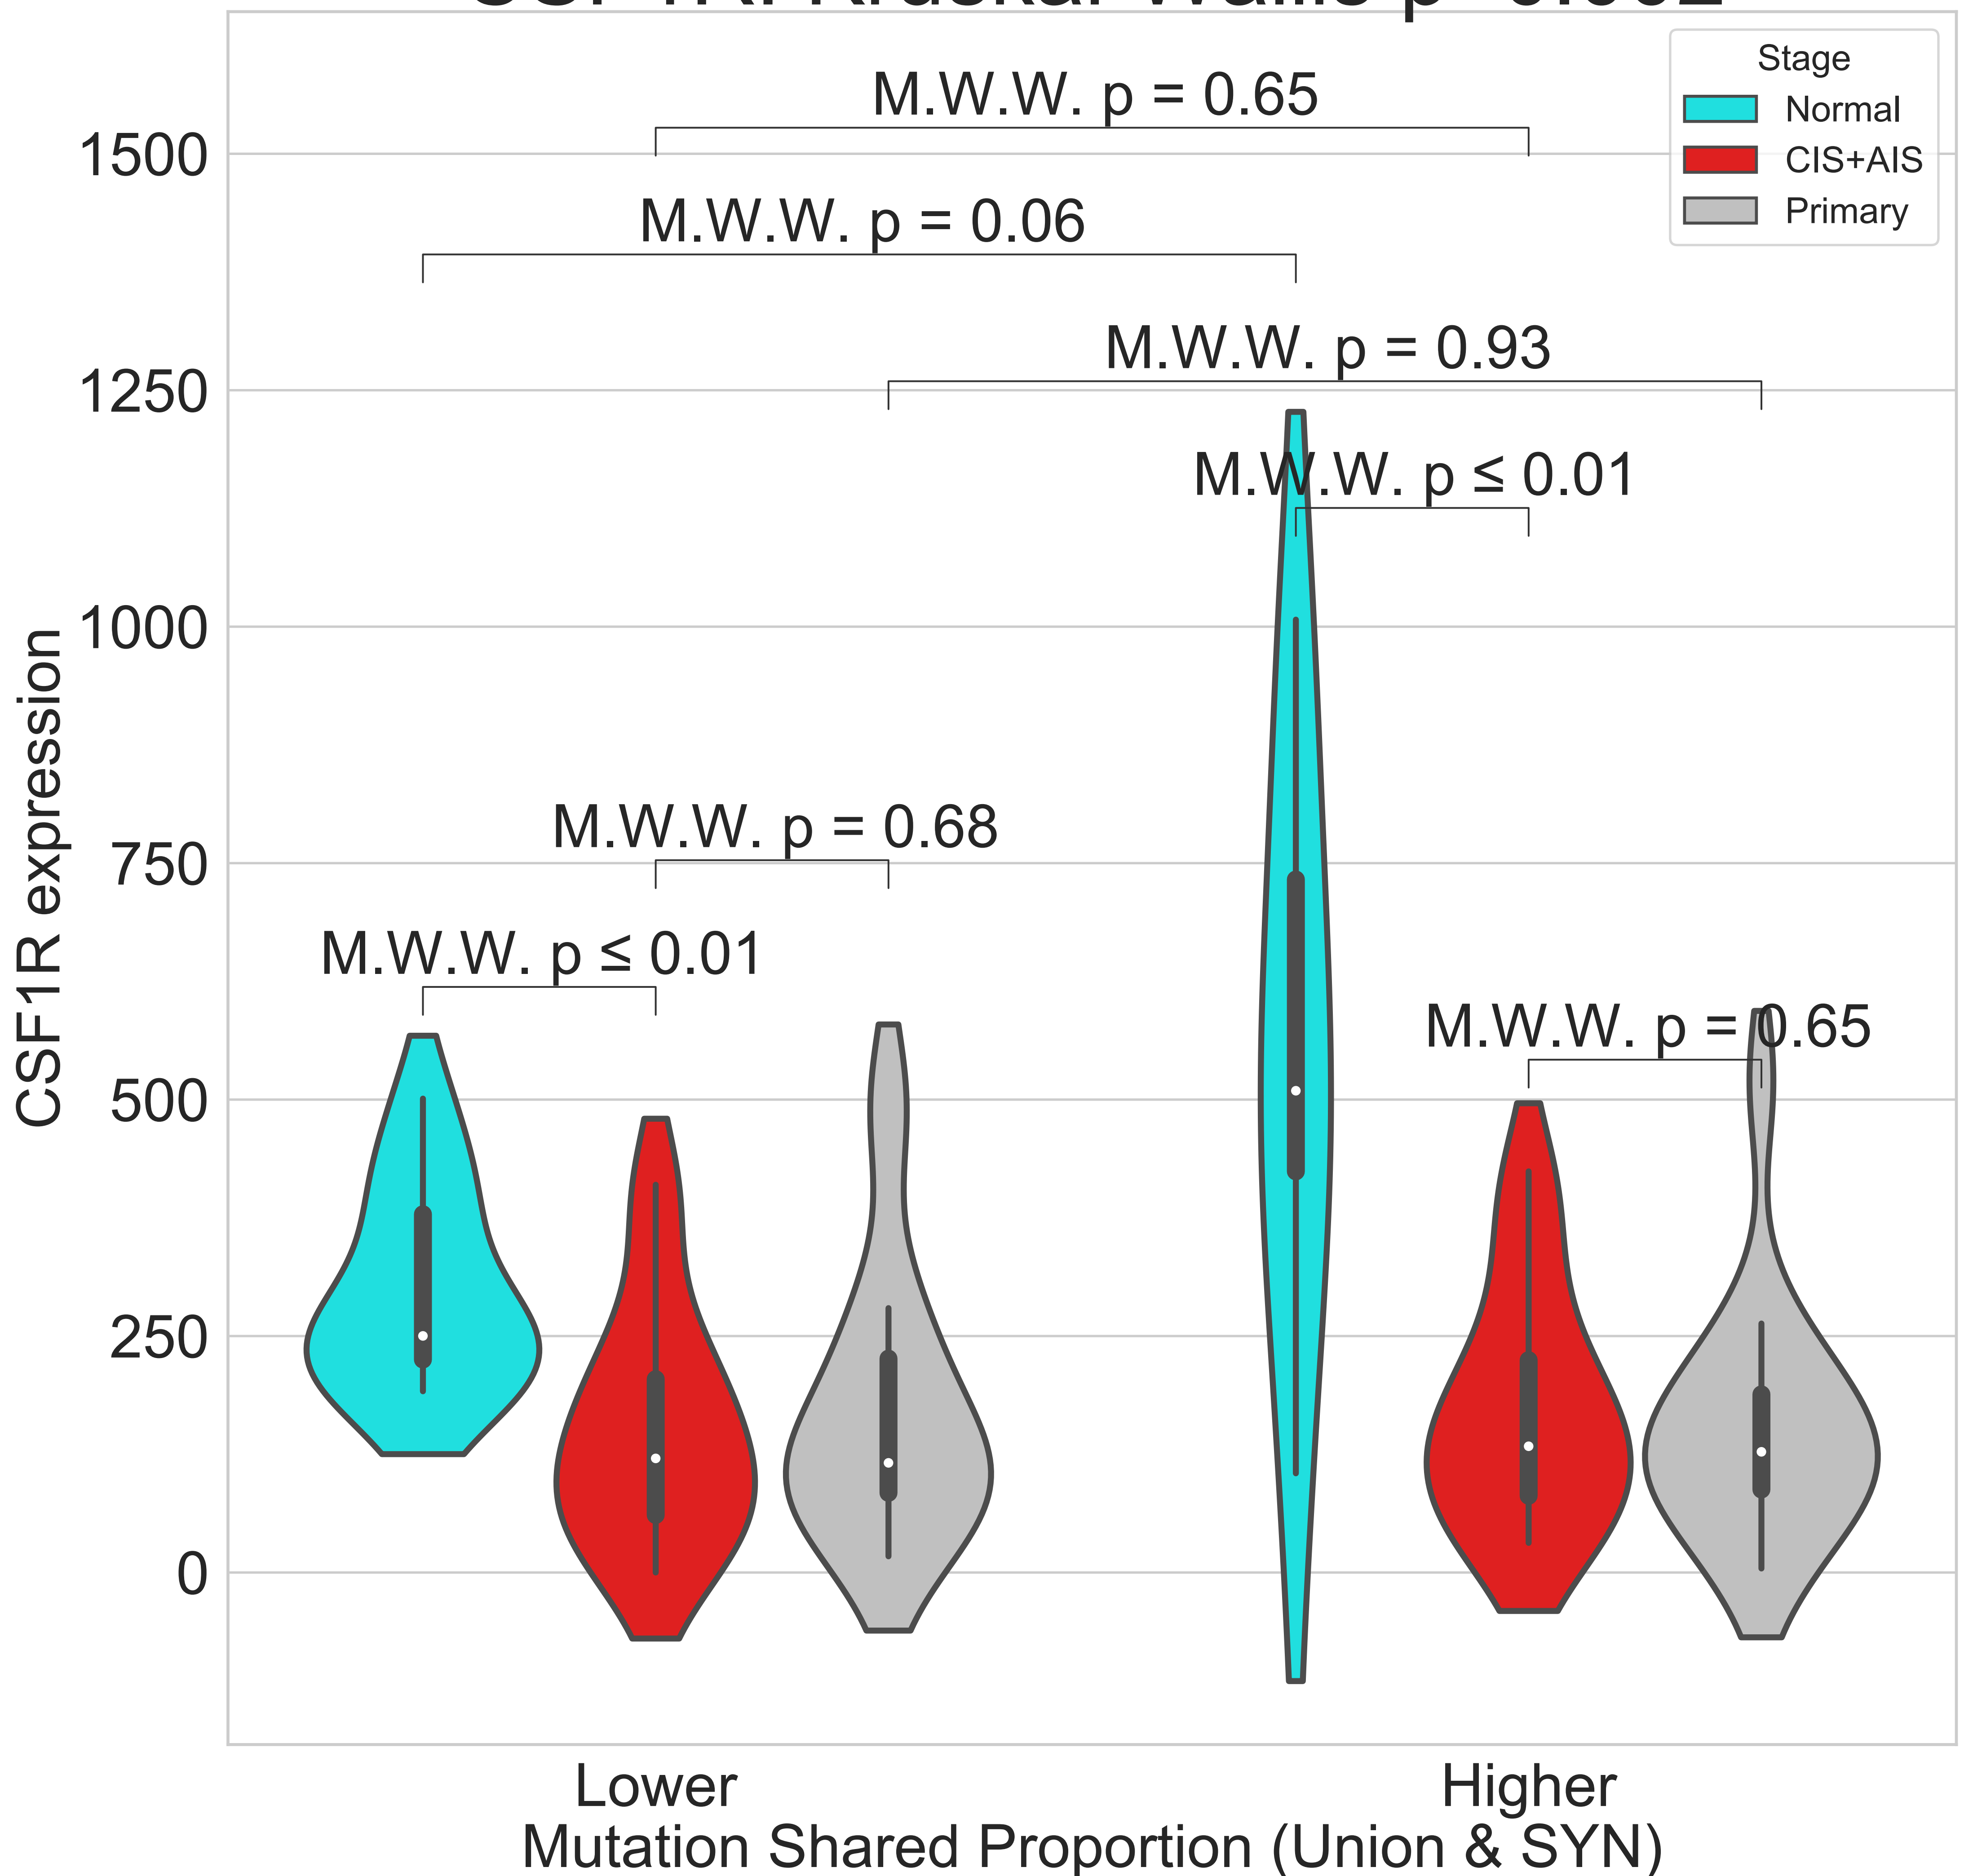 Stage
Normal
CIS+AIS
Primary
M.W.W. p = 0.65
M.W.W. p = 0.06
M.W.W. p = 0.93
M.W.W. p ≤ 0.01
M.W.W. p = 0.68
M.W.W. p ≤ 0.01
M.W.W. p = 0.65
1500
1250
1000
750
500
250
0
CSF1R expression
Lower
Higher
Mutation Shared Proportion (Union & SYN)